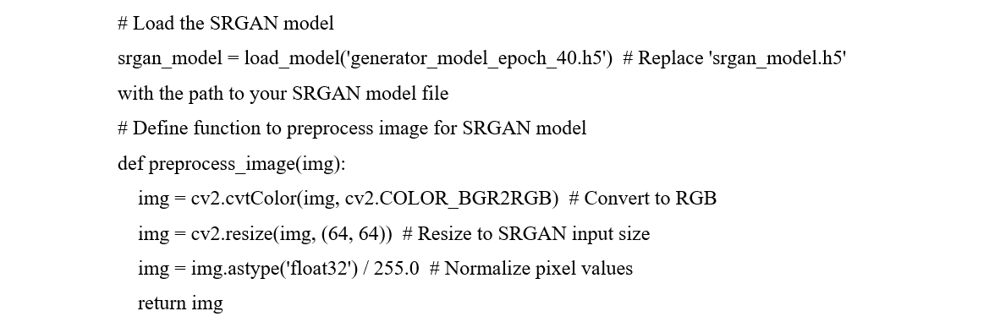 # Load the SRGAN model
srgan_model = load_model('generator_model_epoch_40.h5')  # Replace 'srgan_model.h5'
with the path to your SRGAN model file
# Define function to preprocess image for SRGAN model
def preprocess_image(img):
    img = cv2.cvtColor(img, cv2.COLOR_BGR2RGB)  # Convert to RGB
    img = cv2.resize(img, (64, 64))  # Resize to SRGAN input size
    img = img.astype('float32') / 255.0  # Normalize pixel values
    return img